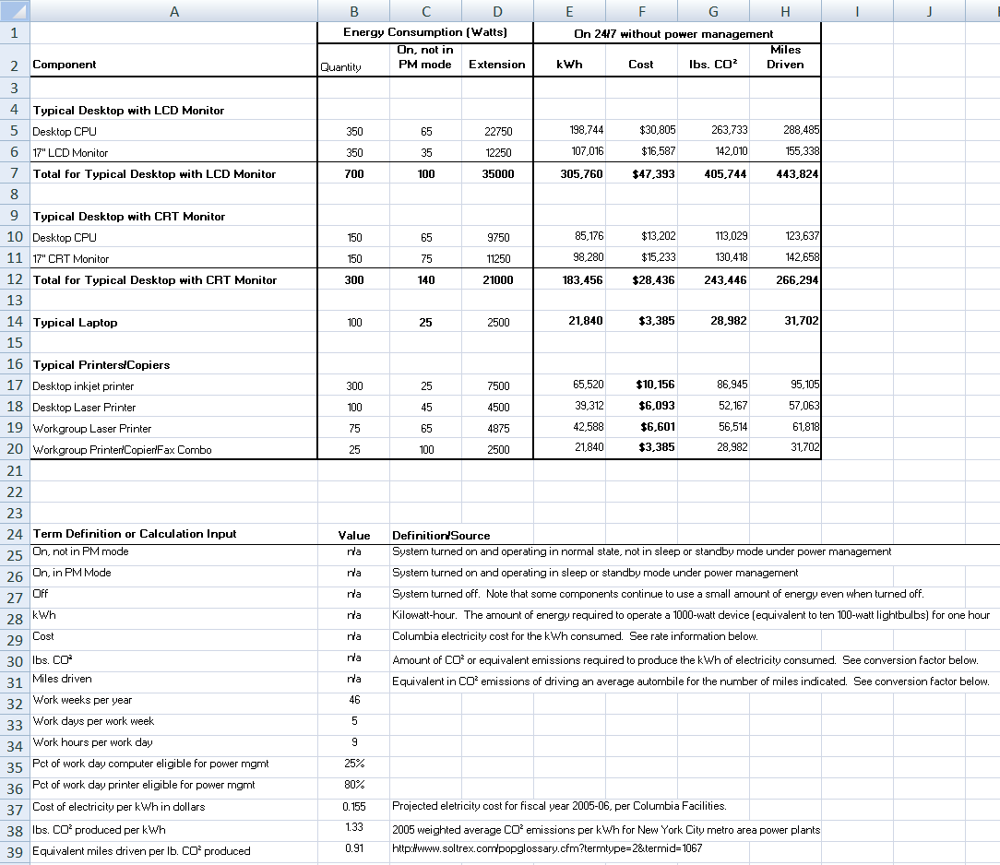 A B C D E F G H I J
1 Energy Consumption (Watts) On 24/7 without power management
2 Component Quantity On, not in PM mode Extension kWh Cost lbs. CO² Miles Driven
3
4 Typical Desktop with LCD Monitor
5 Desktop CPU 350 65 22750 198,744 $30,805 263,733 288,485
6 17" LCD Monitor 350 35 12250 107,016 $16,587 142,010 155,338
7 Total for Typical Desktop with LCD Monitor 700 100 35000 305,760 $47,393 405,744 443,824
8
9 Typical Desktop with CRT Monitor
10 Desktop CPU 150 65 9750 85,176 $13,202 113,029 123,637
11 17" CRT Monitor 150 75 11250 98,280 $15,233 130,418 142,658
12 Total for Typical Desktop with CRT Monitor 300 140 21000 183,456 $28,436 243,446 266,294
13
14 Typical Laptop 100 25 2500 21,840 $3,385 28,982 31,702
15
16 Typical Printers/Copiers
17 Desktop inkjet printer 300 25 7500 65,520 $10,156 86,945 95,105
18 Desktop Laser Printer 100 45 4500 39,312 $6,093 52,167 57,063
19 Workgroup Laser Printer 75 65 4875 42,588 $6,601 56,514 61,818
20 Workgroup Printer/Copier/Fax Combo 25 100 2500 21,840 $3,385 28,982 31,702
21
22
23
24 Term Definition or Calculation Input Value Definition/Source
25 On, not in PM mode n/a System turned on and operating in normal state, not in sleep or standby mode under power management
26 On, in PM Mode n/a System turned on and operating in sleep or standby mode under power management
27 Off n/a System turned off. Note that some components continue to use a small amount of energy even when turned off.
28 kWh n/a Kilowatt-hour. The amount of energy required to operate a 1000-watt device (equivalent to ten 100-watt lightbulbs) for one hour
29 Cost n/a Columbia electricity cost for the kWh consumed. See rate information below.
30 lbs. CO² n/a Amount of CO² or equivalent emissions required to produce the kWh of electricity consumed. See conversion factor below.
31 Miles driven n/a Equivalent in CO² emissions of driving an average autombile for the number of miles indicated. See conversion factor below.
32 Work weeks per year 46
33 Work days per work week 5
34 Work hours per work day 9
35 Pct of work day computer eligible for power mgmt 25%
36 Pct of work day printer eligible for power mgmt 80%
37 Cost of electricity per kWh in dollars 0.155 Projected eletricity cost for fiscal year 2005-06, per Columbia Facilities.
38 lbs. CO² produced per kWh 1.33 2005 weighted average CO² emissions per kWh for New York City metro area power plants
39 Equivalent miles driven per lb. CO² produced 0.91 http://www.soltrex.com/popglossary.cfm?termtype=2&termid=1067